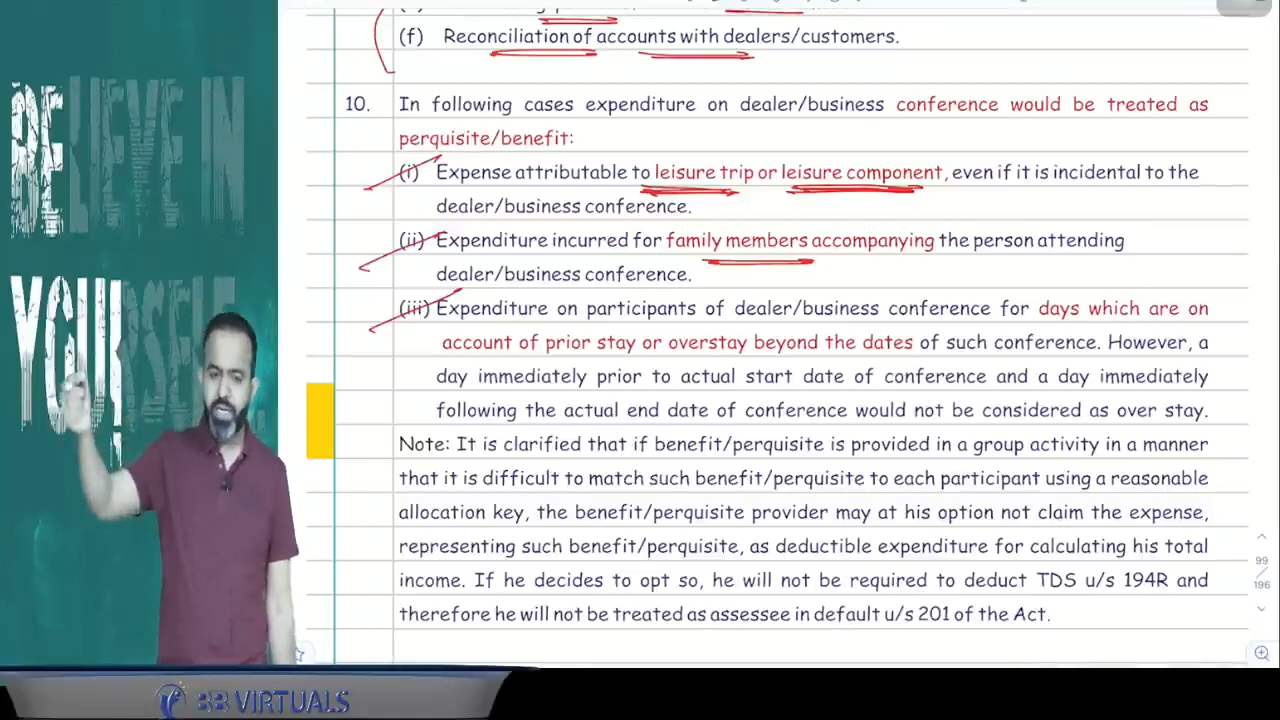 (f) Reconciliation of accounts with dealers/customers.
10. In following cases expenditure on dealer/business conference would be treated as
perquisite/benefit:
(i) Expense attributable to leisure trip or leisure component, even if it is incidental to the
dealer/business conference.
(ii) Expenditure incurred for family members accompanying the person attending
dealer/business conference.
(iii) Expenditure on participants of dealer/business conference for days which are on
account of prior stay or overstay beyond the dates of such conference. However, a
day immediately prior to actual start date of conference and a day immediately
following the actual end date of conference would not be considered as over stay.
Note: It is clarified that if benefit/perquisite is provided in a group activity in a manner
that it is difficult to match such benefit/perquisite to each participant using a reasonable
allocation key, the benefit/perquisite provider may at his option not claim the expense,
representing such benefit/perquisite, as deductible expenditure for calculating his total
income. If he decides to opt so, he will not be required to deduct TDS u/s 194R and
therefore he will not be treated as assessee in default u/s 201 of the Act.
BELIEVE IN
YOURSELF
99
196
BB VIRTUALS